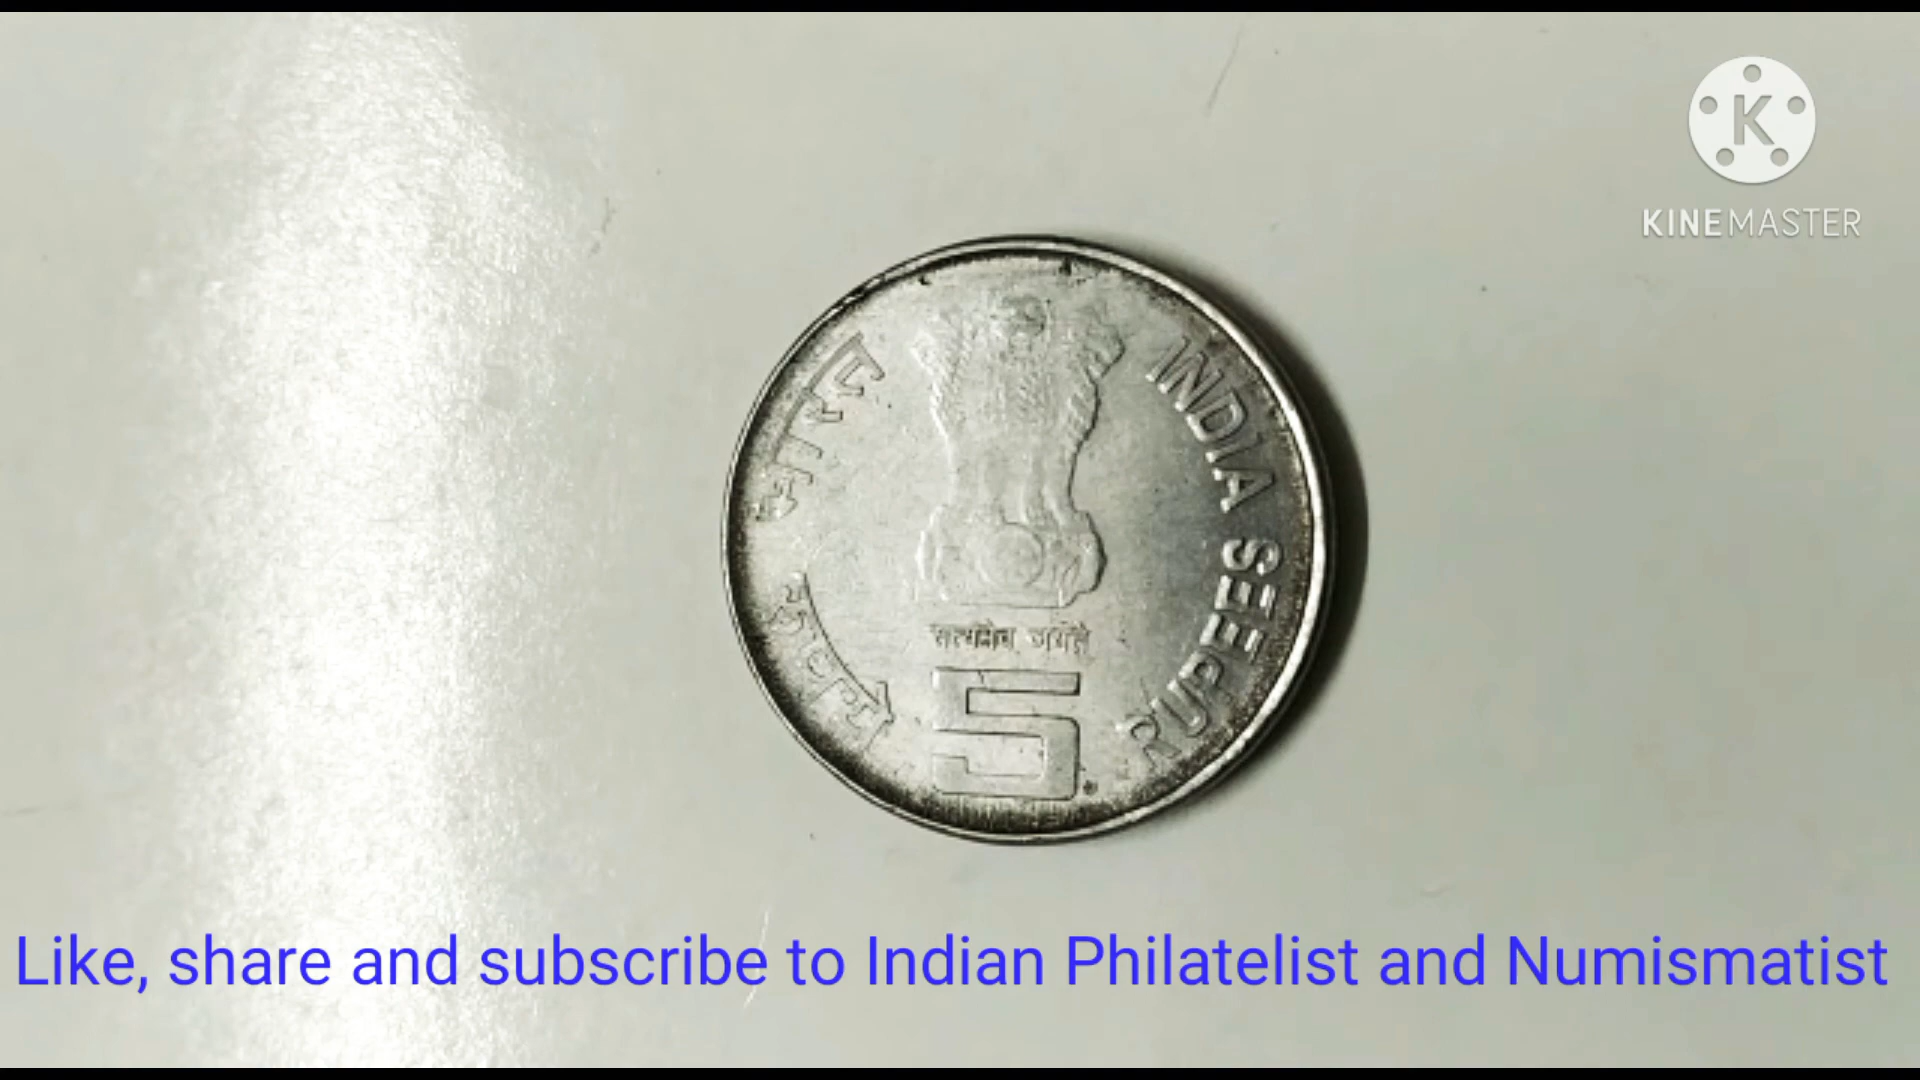 K
KINEMASTER
भारत
INDIA
रुपये
RUPEES
सत्यमेव जयते
5
Like, share and subscribe to Indian Philatelist and Numismatist